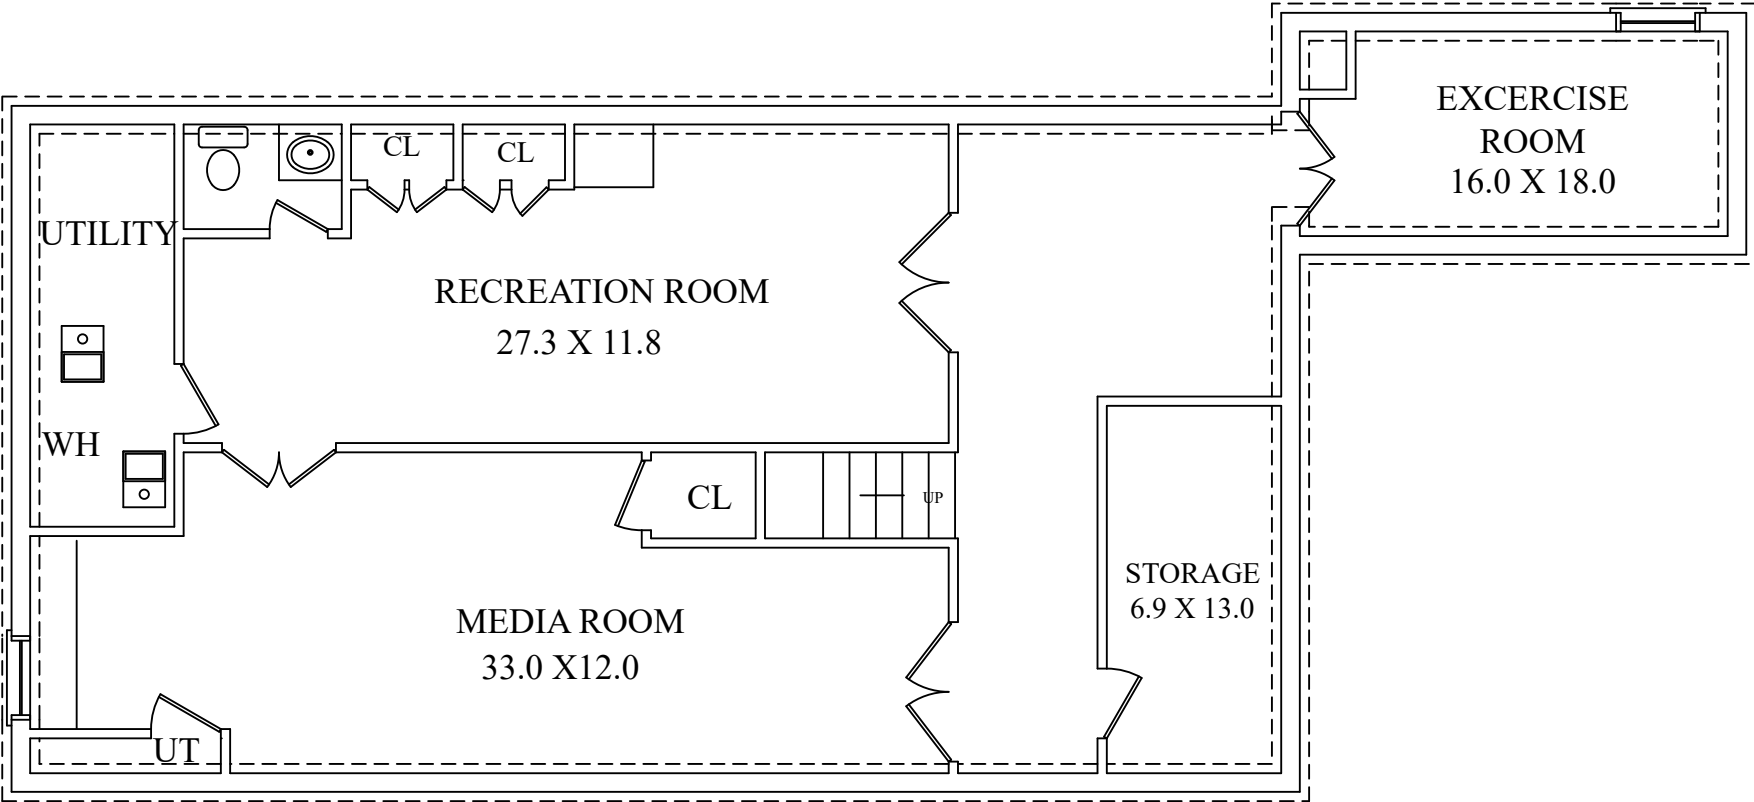 EXCERCISE
ROOM
16.0 X 18.0
CL
CL
UTILITY
RECREATION ROOM
27.3 X 11.8
WH
CL
UP
STORAGE
6.9 X 13.0
MEDIA ROOM
33.0 X12.0
UT